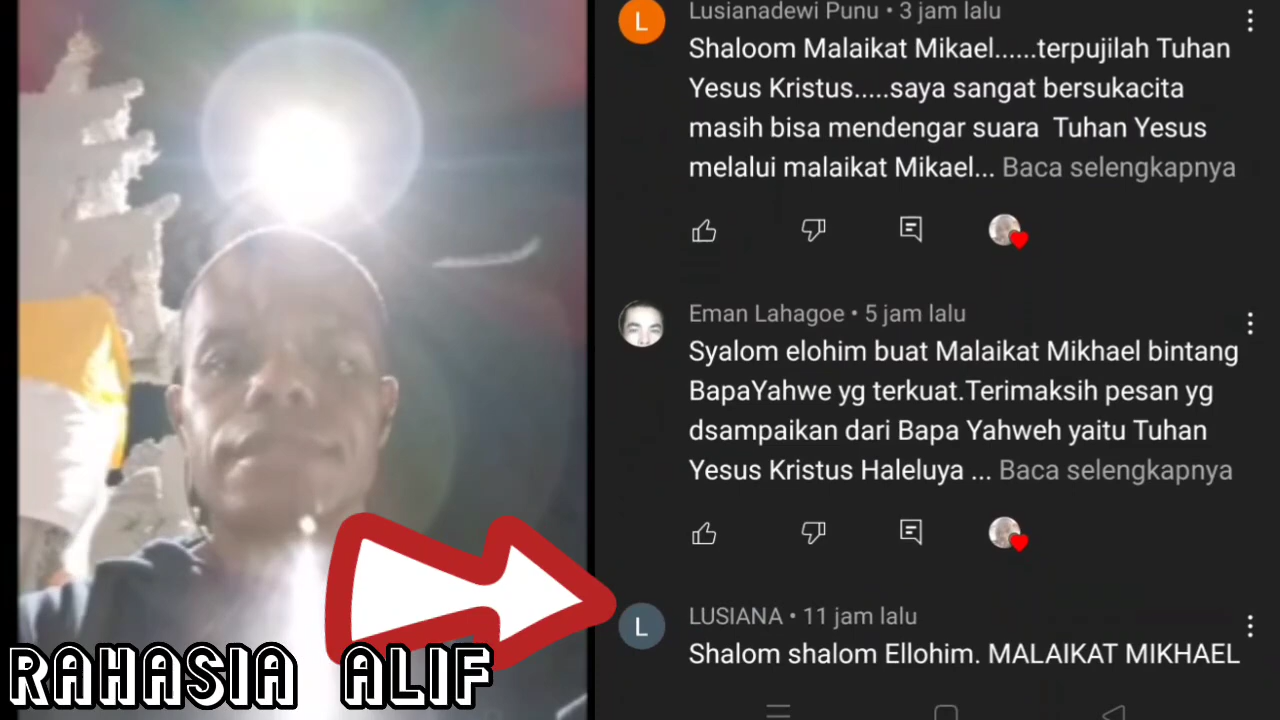 Lusianadewi Punu • 3 jam lalu
Shaloom Malaikat Mikael......terpujilah Tuhan
Yesus Kristus.....saya sangat bersukacita
masih bisa mendengar suara Tuhan Yesus
melalui malaikat Mikael... Baca selengkapnya
Eman Lahagoe • 5 jam lalu
Syalom elohim buat Malaikat Mikhael bintang
BapaYahwe yg terkuat.Terimaksih pesan yg
dsampaikan dari Bapa Yahweh yaitu Tuhan
Yesus Kristus Haleluya ... Baca selengkapnya
LUSIANA • 11 jam lalu
Shalom shalom Ellohim. MALAIKAT MIKHAEL
L
L
RAHASIA ALIF